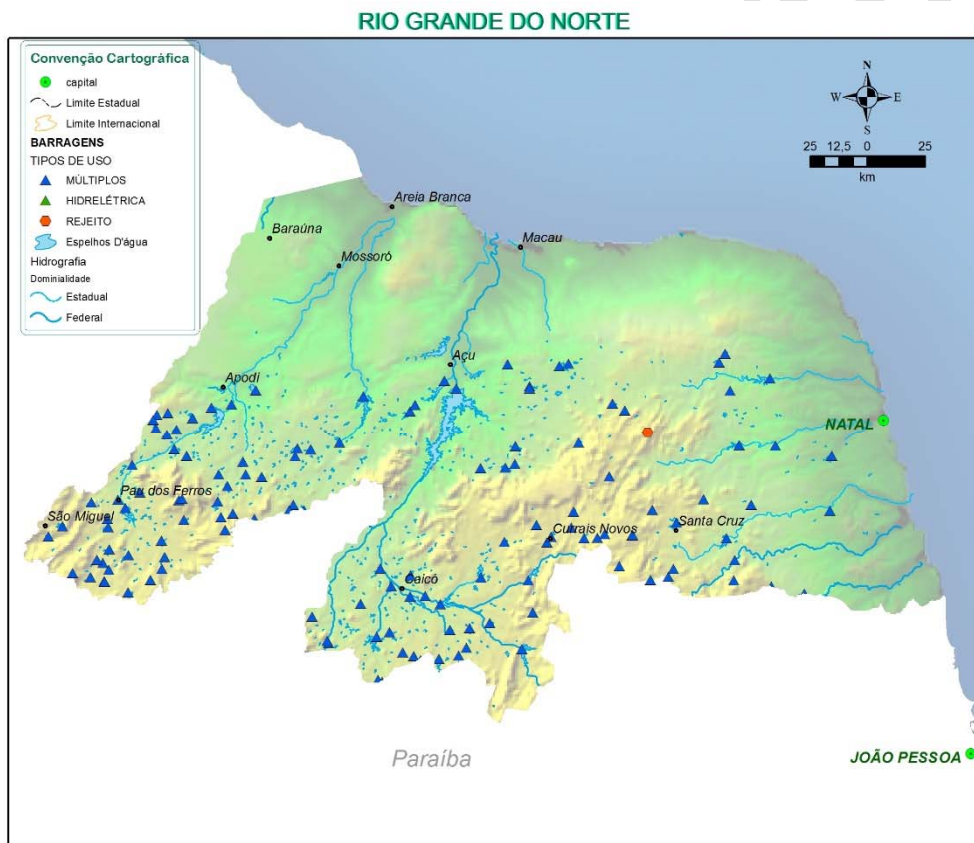 RIO GRANDE DO NORTE
Convenção Cartográfica
capital
Limite Estadual
Limite Internacional
BARRAGENS
TIPOS DE USO
MÚLTIPLOS
HIDRELÉTRICA
REJEITO
Espelhos D'água
Hidrografia
Dominialidade
Estadual
Federal
N
W E
S
25 12,5 0 25
km
Areia Branca
Baraúna
Macau
Mossoró
Açu
Apodi
NATAL
Pau dos Ferros
São Miguel
Santa Cruz
Currais Novos
Caicó
Paraíba
JOÃO PESSOA